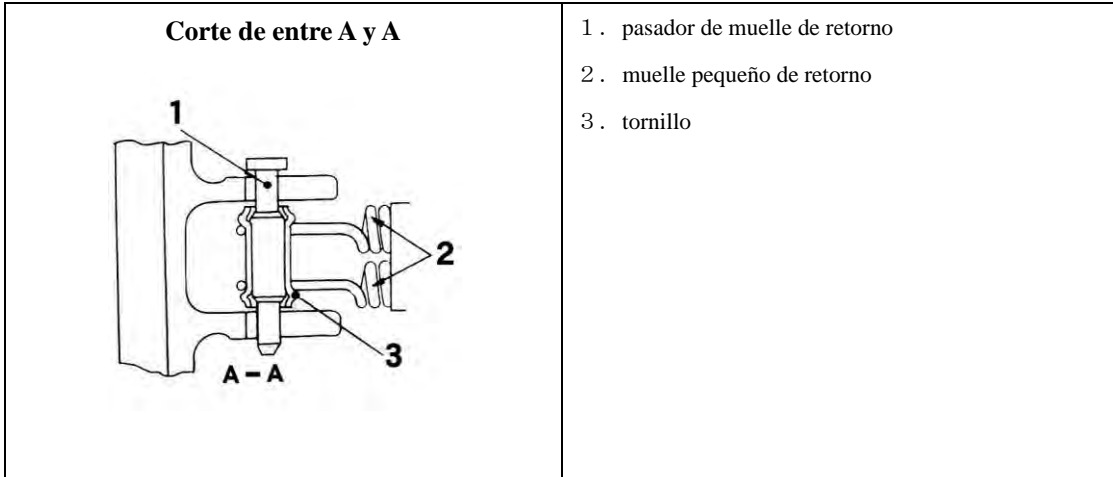 Corte de entre A y A
1
2
3
A – A
１. pasador de muelle de retorno
２. muelle pequeño de retorno
３. tornillo